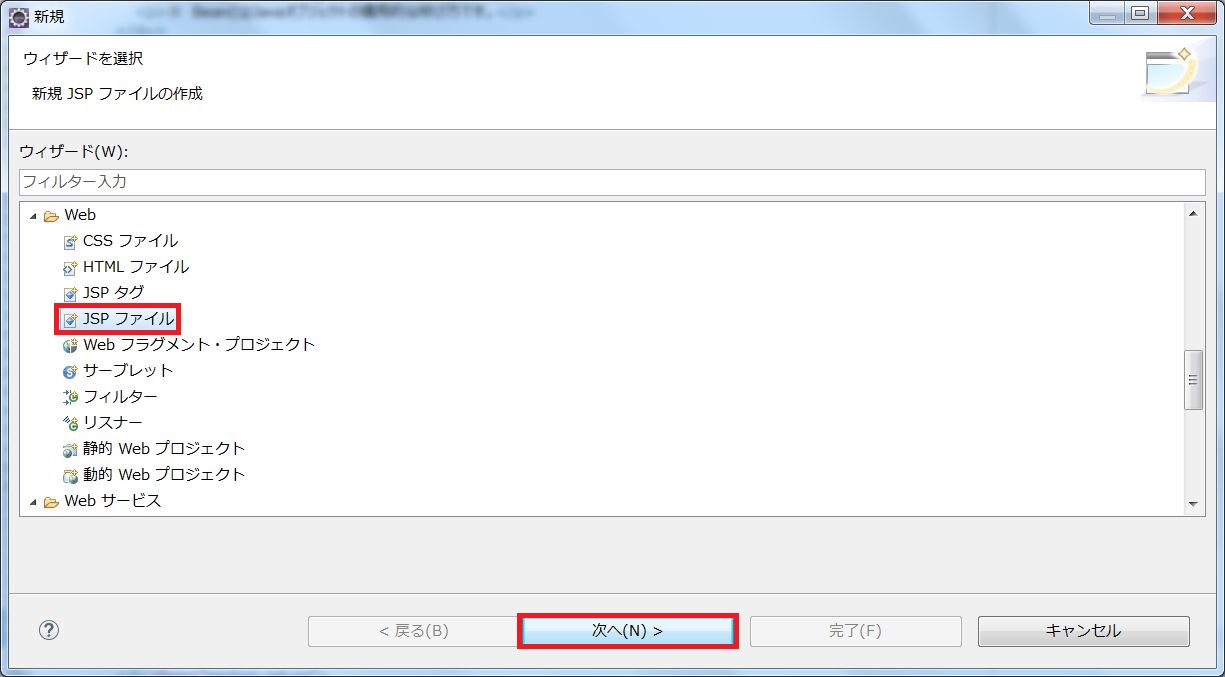 新規
ウィザードを選択
新規 JSP ファイルの作成
ウィザード(W):
フィルター入力
Web
CSS ファイル
HTML ファイル
JSP タグ
JSP ファイル
Web フラグメント・プロジェクト
サーブレット
フィルター
リスナー
静的 Web プロジェクト
動的 Web プロジェクト
Web サービス
< 戻る(B)
次へ(N) >
完了(F)
キャンセル